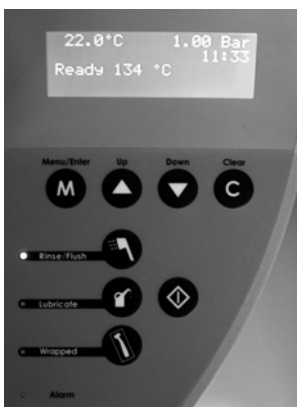 22.0°C 1.00 Bar
11:33
Ready 134 °C
Menu/Enter Up Down Clear
M C
Rinse/Flush
Lubricate
Wrapped
Alarm